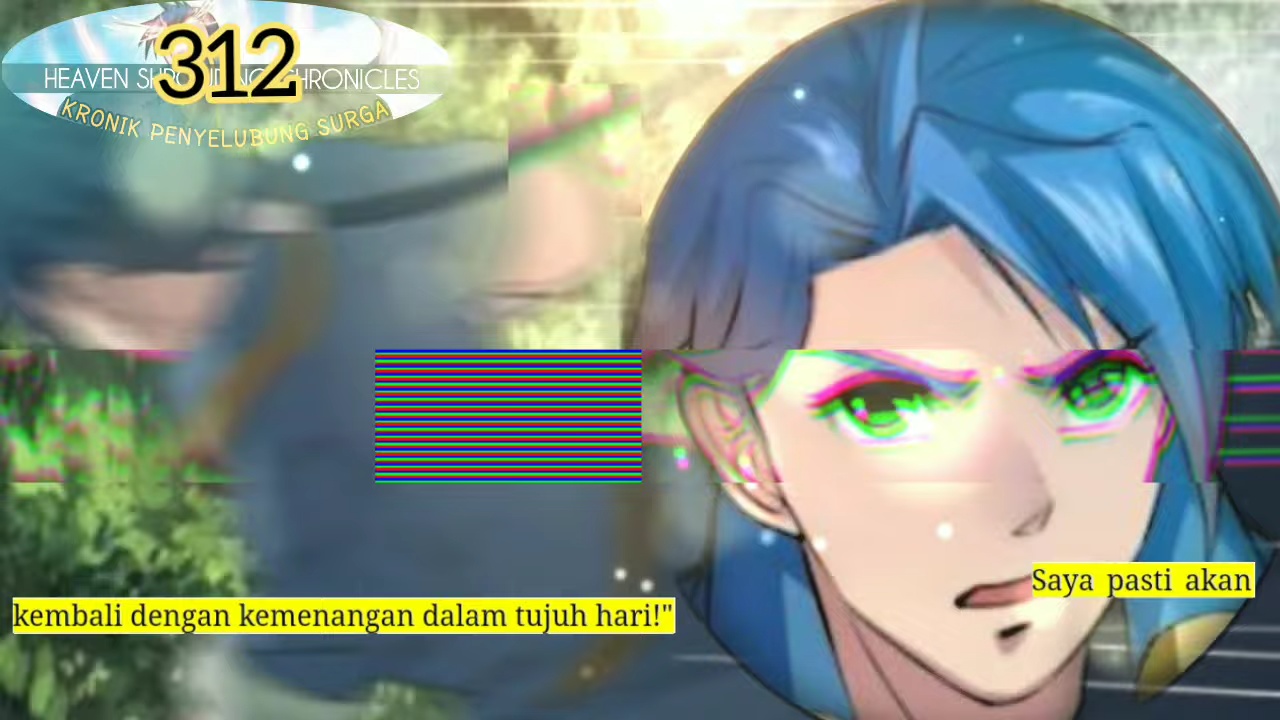 312
HEAVEN SHROUDING CHRONICLES
KRONIK PENYELUBUNG SURGA
Saya pasti akan
kembali dengan kemenangan dalam tujuh hari!"